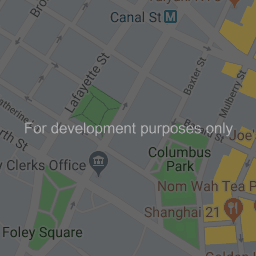 Canal St M
Lafayette St
Baxter St
Mulberry St
For development purposes only
Joe's
Clerks Office
Columbus
Park
Nom Wah Tea P
Shanghai 21
Foley Square